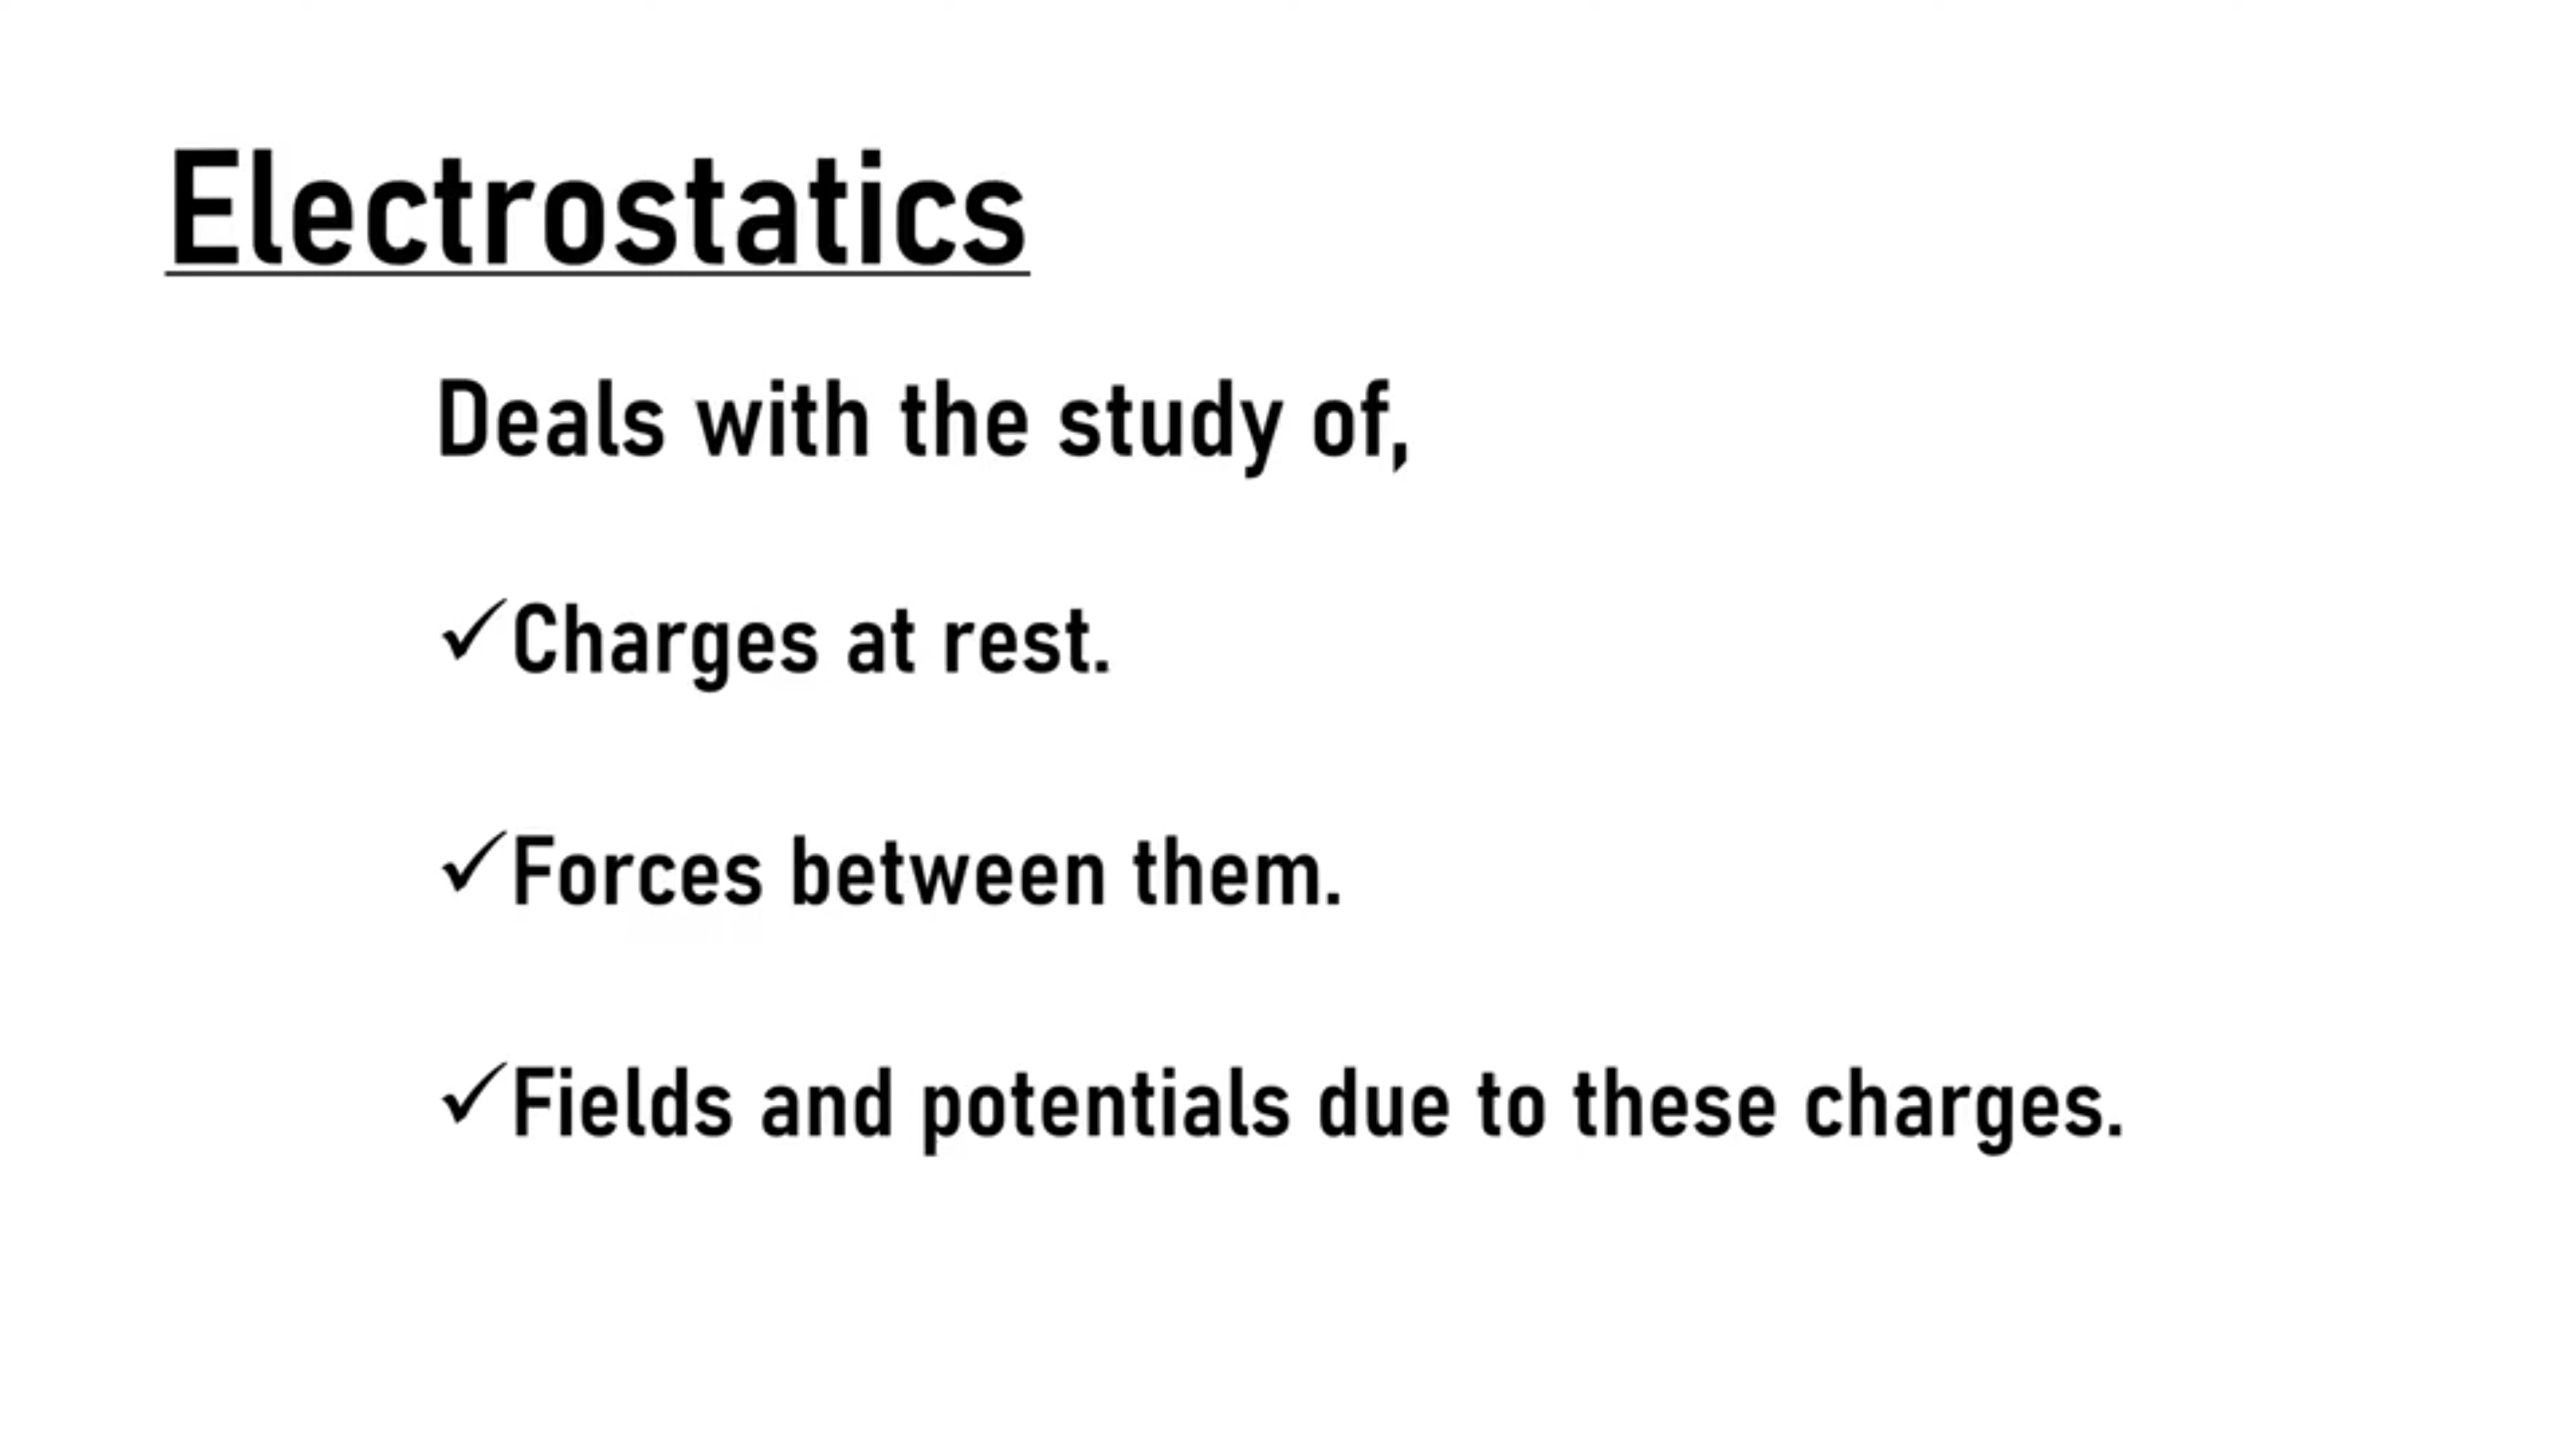 Electrostatics
Deals with the study of,
✓Charges at rest.
✓Forces between them.
✓Fields and potentials due to these charges.